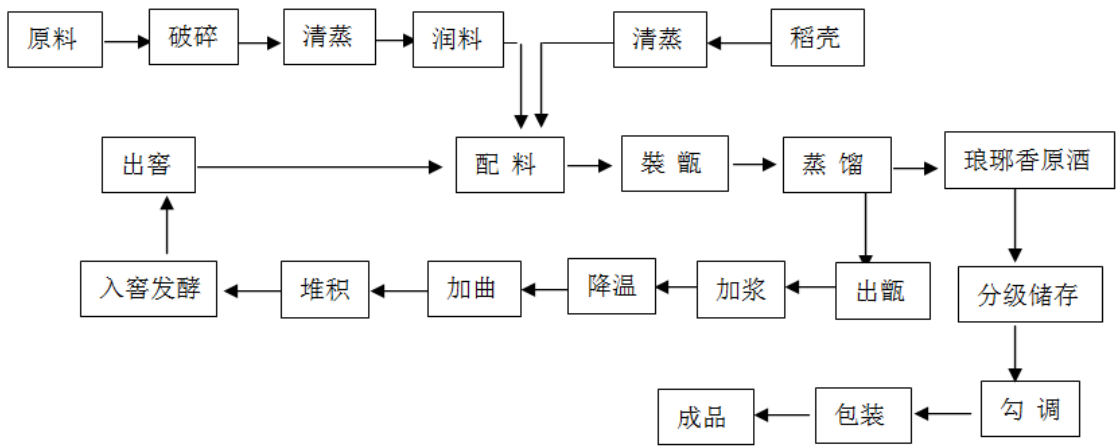 原料 破碎 清蒸 润料 清蒸 稻壳
出窖 配 料 裝 甑 蒸 馏 琅琊香原酒
入窖发酵 堆积 加曲 降温 加浆 出甑 分级储存
成品 包装 勾 调